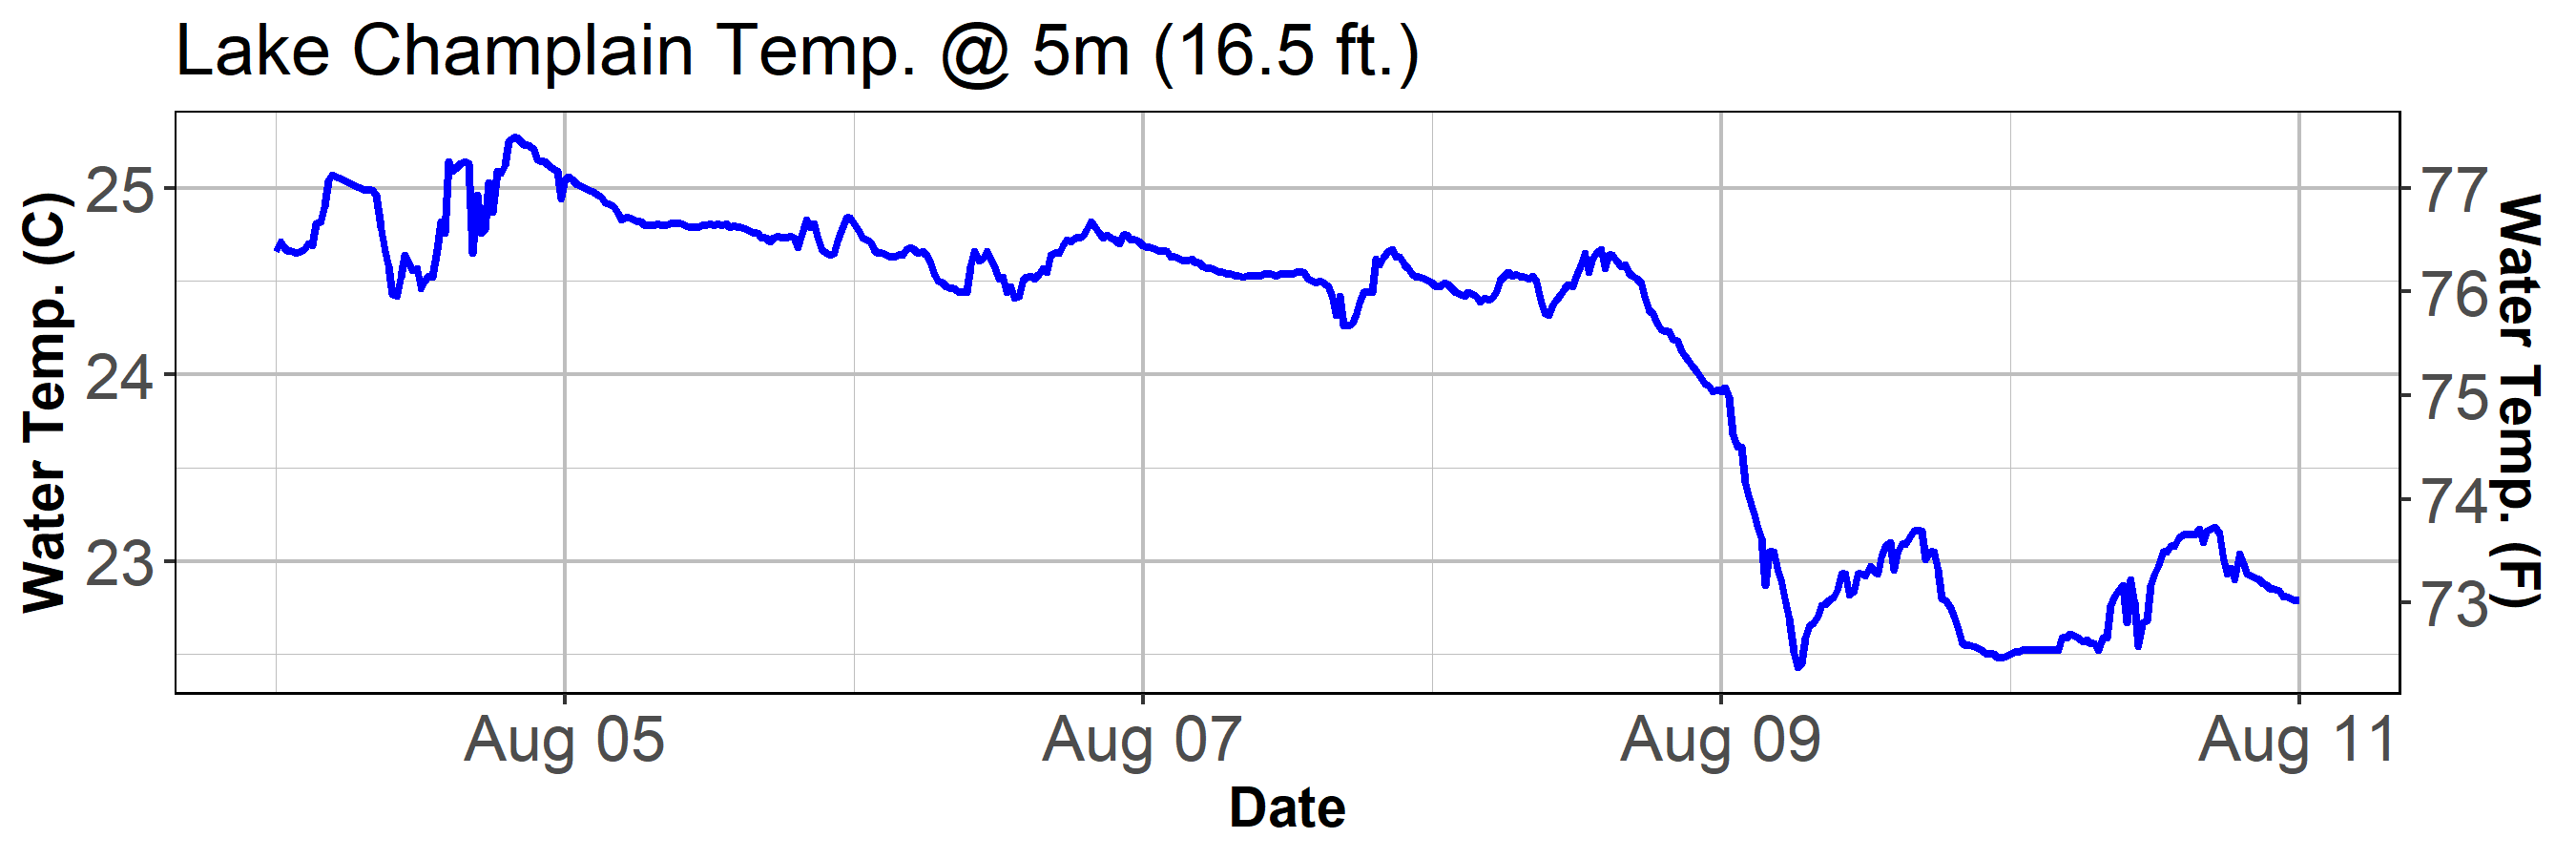 Lake Champlain Temp. @ 5m (16.5 ft.)
Water Temp. (C)
25
24
23
77
76
75
74
73
Water Temp. (F)
Aug 05
Aug 07
Aug 09
Aug 11
Date